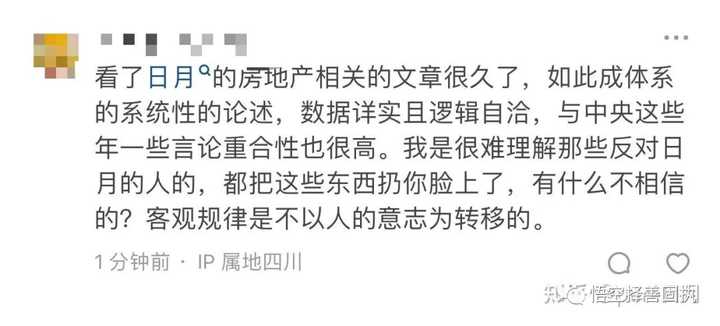 看了日月的房地产相关的文章很久了，如此成体系
的系统性的论述，数据详实且逻辑自洽，与中央这些
年一些言论重合性也很高。我是很难理解那些反对日
月的人的，都把这些东西扔你脸上了，有什么不相信
的？客观规律是不以人的意志为转移的。
1 分钟前 · IP 属地四川
悟空择善固执